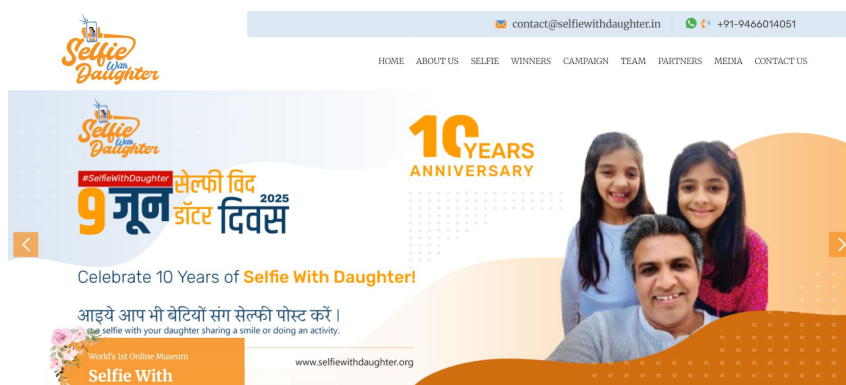 contact@selfiewithdaughter.in
+91-9466014051
Selfie
With
Daughter
HOME ABOUT US SELFIE WINNERS CAMPAIGN TEAM PARTNERS MEDIA CONTACT US
Selfie
With
Daughter
10 YEARS
ANNIVERSARY
#SelfieWithDaughter
9 जून सेल्फी विद
डॉटर दिवस 2025
Celebrate 10 Years of Selfie With Daughter!
आइये आप भी बेटियों संग सेल्फी पोस्ट करें।
selfie with your daughter sharing a smile or doing an activity.
www.selfiewithdaughter.org
World's 1st Online Museum
Selfie With